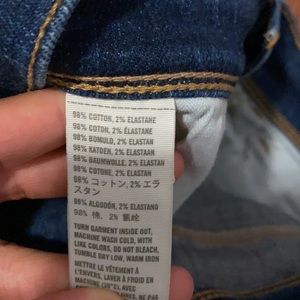 98% COTTON, 2% ELASTANE
98% COTON, 2% ELASTANE
98% BOMULD, 2% ELASTAN
98% KATOEN, 2% ELASTAAN
98% BAUMWOLLE, 2% ELASTAN
98% COTONE, 2% ELASTAN
98% コットン, 2% エラ
スタン
98% ALGODÓN, 2% ELASTANO
98% 棉, 2% 氨纶
TURN GARMENT INSIDE OUT,
MACHINE WASH COLD, WITH
LIKE COLORS, DO NOT BLEACH,
TUMBLE DRY LOW, WARM IRON
METTRE LE VÊTEMENT À
L'ENVERS, LAVER À FROID EN